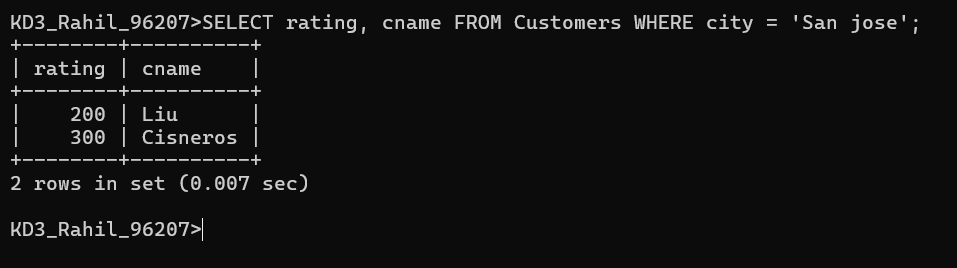 KD3_Rahil_96207>SELECT rating, cname FROM Customers WHERE city = 'San jose';
+--------+----------+
| rating | cname    |
+--------+----------+
|    200 | Liu      |
|    300 | Cisneros |
+--------+----------+
2 rows in set (0.007 sec)
KD3_Rahil_96207>